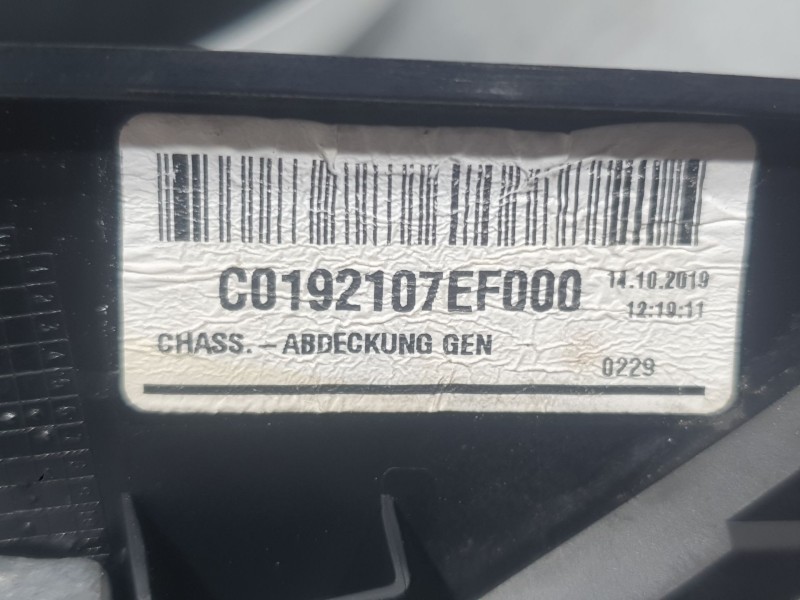 C0192107EF000
14.10.2019
12:19:11
CHASS. - ABDECKUNG GEN
0229